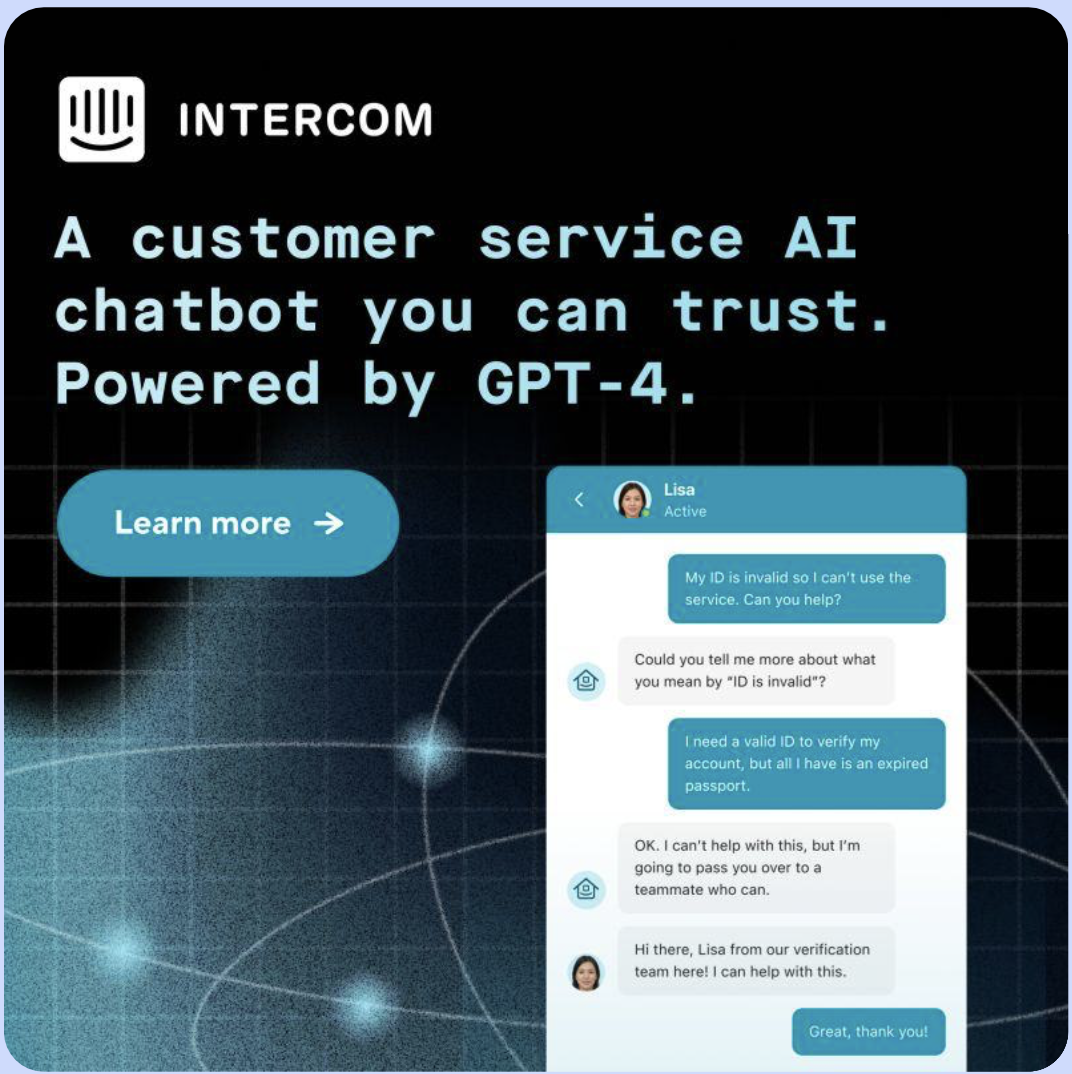 INTERCOM
A customer service AI
chatbot you can trust.
Powered by GPT-4.
Learn more →
Lisa
Active
My ID is invalid so I can’t use the
service. Can you help?
Could you tell me more about what
you mean by “ID is invalid”?
I need a valid ID to verify my
account, but all I have is an expired
passport.
OK. I can’t help with this, but I’m
going to pass you over to a
teammate who can.
Hi there, Lisa from our verification
team here! I can help with this.
Great, thank you!